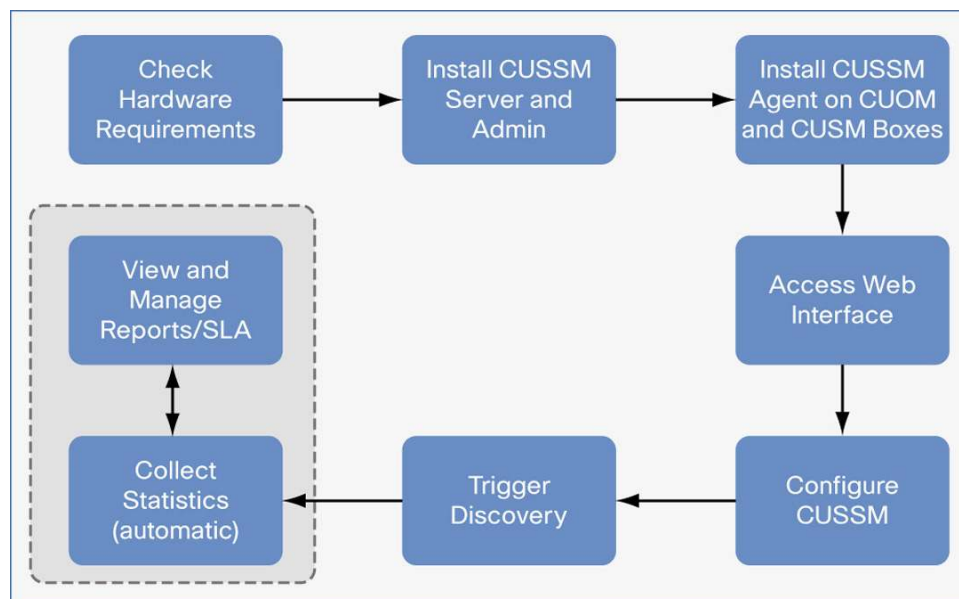 Check
Hardware
Requirements
Install CUSSM
Server and
Admin
Install CUSSM
Agent on CUOM
and CUSM Boxes
Access Web
Interface
Configure
CUSSM
Trigger
Discovery
Collect
Statistics
(automatic)
View and
Manage
Reports/SLA